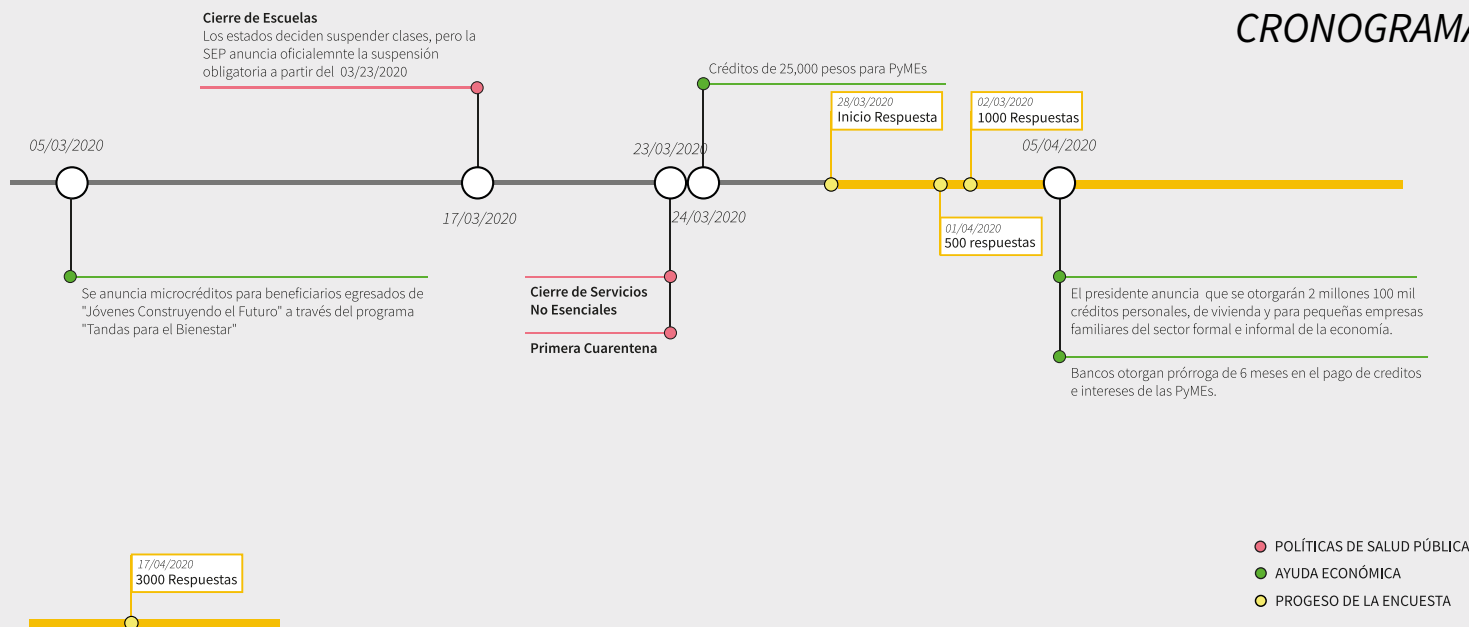 CRONOGRAMA
Cierre de Escuelas
Los estados deciden suspender clases, pero la
SEP anuncia oficialemnte la suspensión
obligatoria a partir del 03/23/2020
Créditos de 25,000 pesos para PyMEs
28/03/2020
Inicio Respuesta
02/03/2020
1000 Respuestas
05/03/2020
23/03/2020
05/04/2020
17/03/2020
24/03/2020
01/04/2020
500 respuestas
Se anuncia microcréditos para beneficiarios egresados de
"Jóvenes Construyendo el Futuro" a través del programa
"Tandas para el Bienestar"
Cierre de Servicios
No Esenciales
Primera Cuarentena
El presidente anuncia que se otorgarán 2 millones 100 mil
créditos personales, de vivienda y para pequeñas empresas
familiares del sector formal e informal de la economía.
Bancos otorgan prórroga de 6 meses en el pago de creditos
e intereses de las PyMEs.
17/04/2020
3000 Respuestas
POLÍTICAS DE SALUD PÚBLICA
AYUDA ECONÓMICA
PROGESO DE LA ENCUESTA